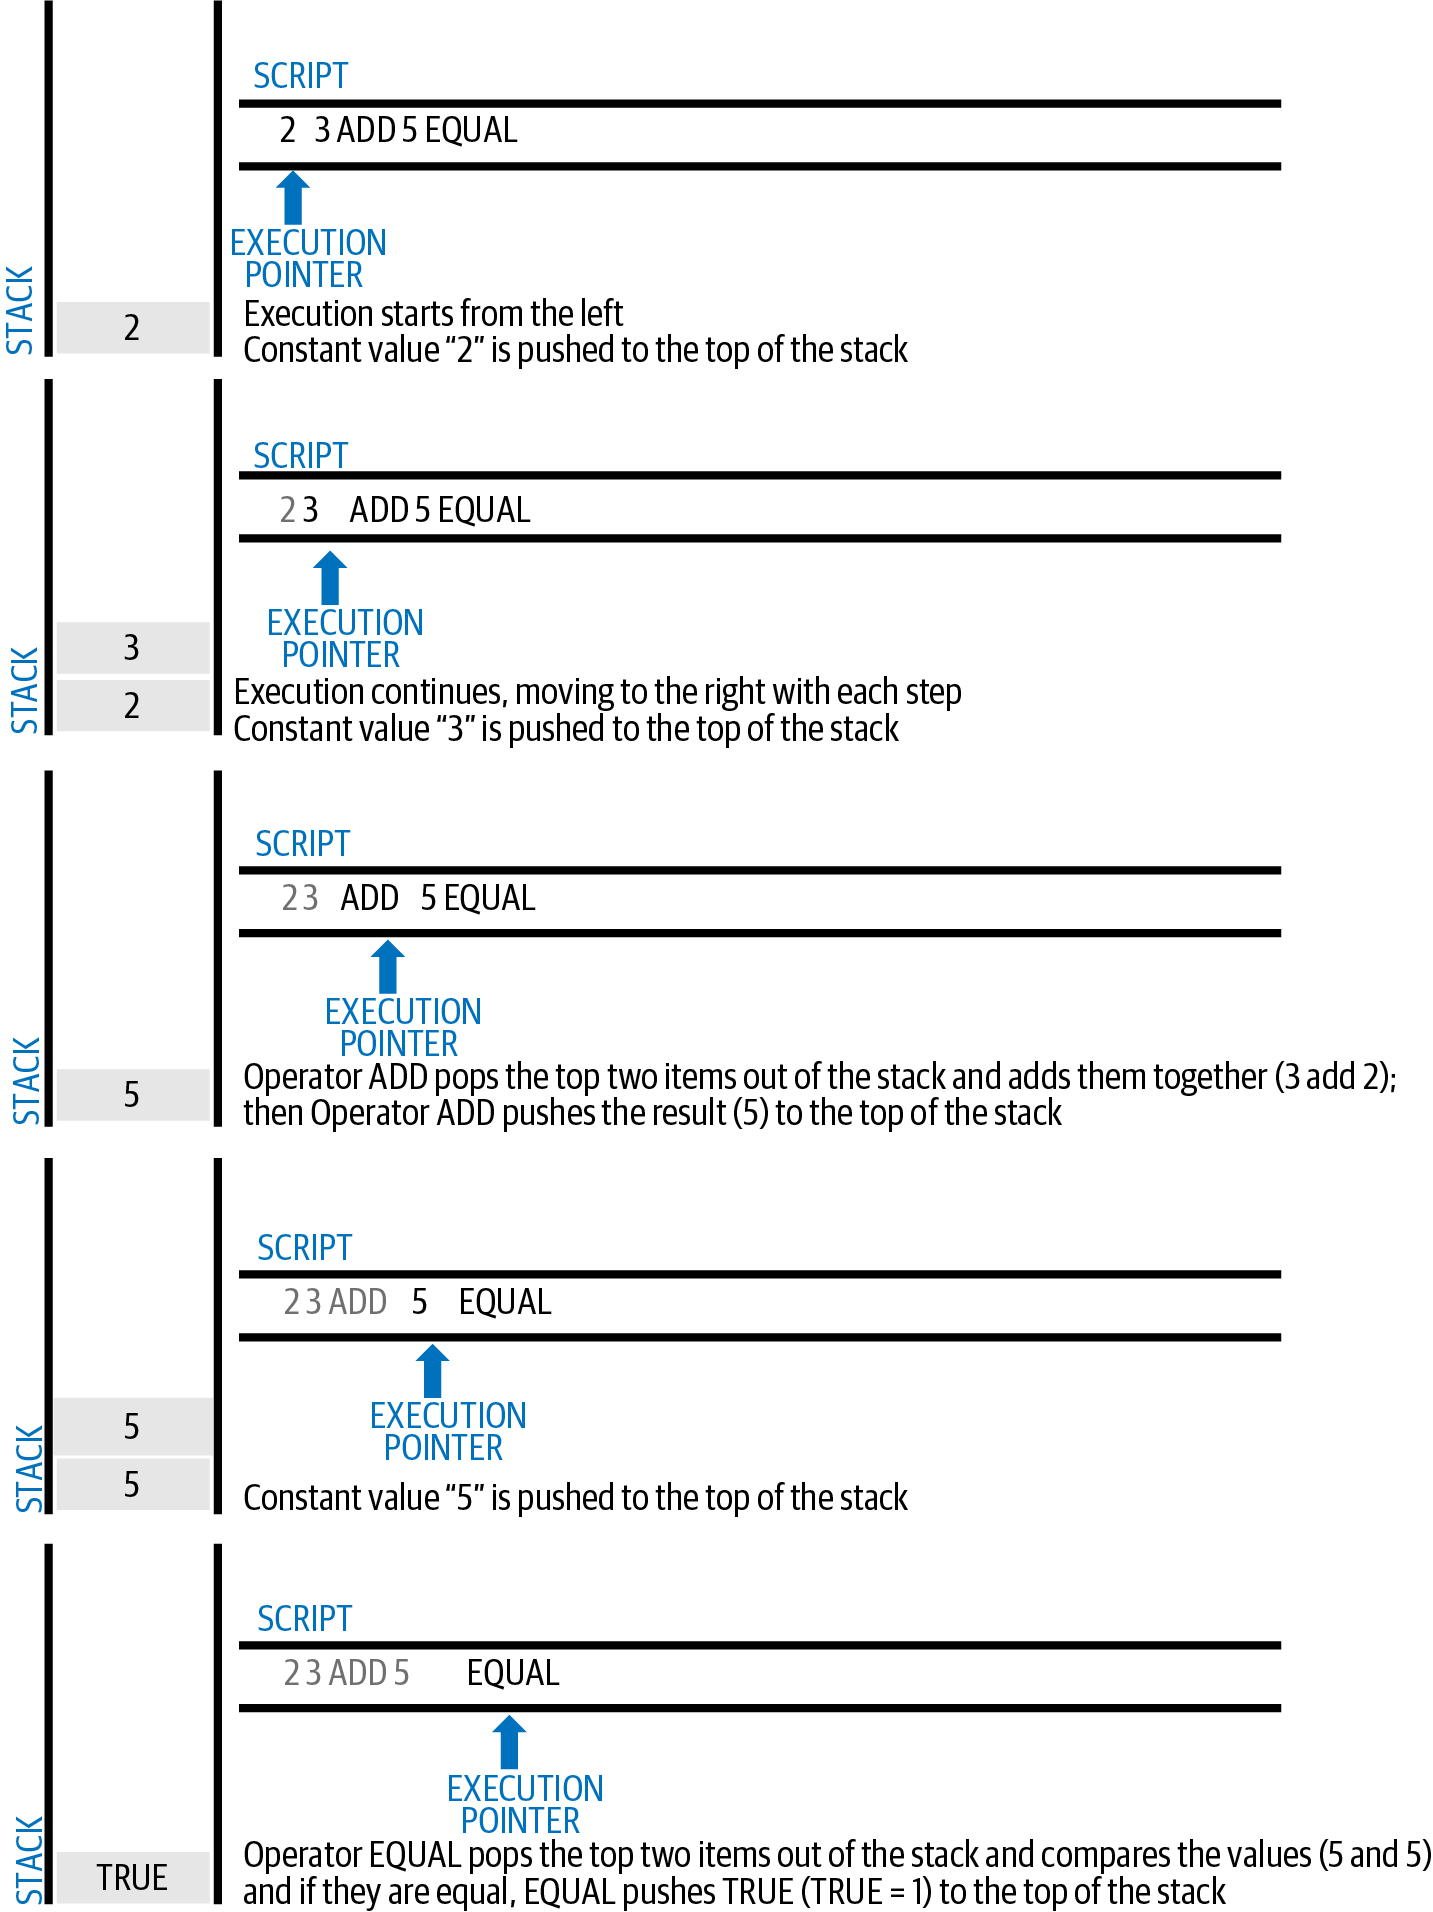 SCRIPT
2 3 ADD 5 EQUAL
EXECUTION
POINTER
STACK
2
Execution starts from the left
Constant value “2” is pushed to the top of the stack
SCRIPT
2 3 ADD 5 EQUAL
EXECUTION
POINTER
STACK
3
2
Execution continues, moving to the right with each step
Constant value “3” is pushed to the top of the stack
SCRIPT
2 3 ADD 5 EQUAL
EXECUTION
POINTER
STACK
5
Operator ADD pops the top two items out of the stack and adds them together (3 add 2);
then Operator ADD pushes the result (5) to the top of the stack
SCRIPT
2 3 ADD 5 EQUAL
EXECUTION
POINTER
STACK
5
5
Constant value “5” is pushed to the top of the stack
SCRIPT
2 3 ADD 5 EQUAL
EXECUTION
POINTER
STACK
TRUE
Operator EQUAL pops the top two items out of the stack and compares the values (5 and 5)
and if they are equal, EQUAL pushes TRUE (TRUE = 1) to the top of the stack